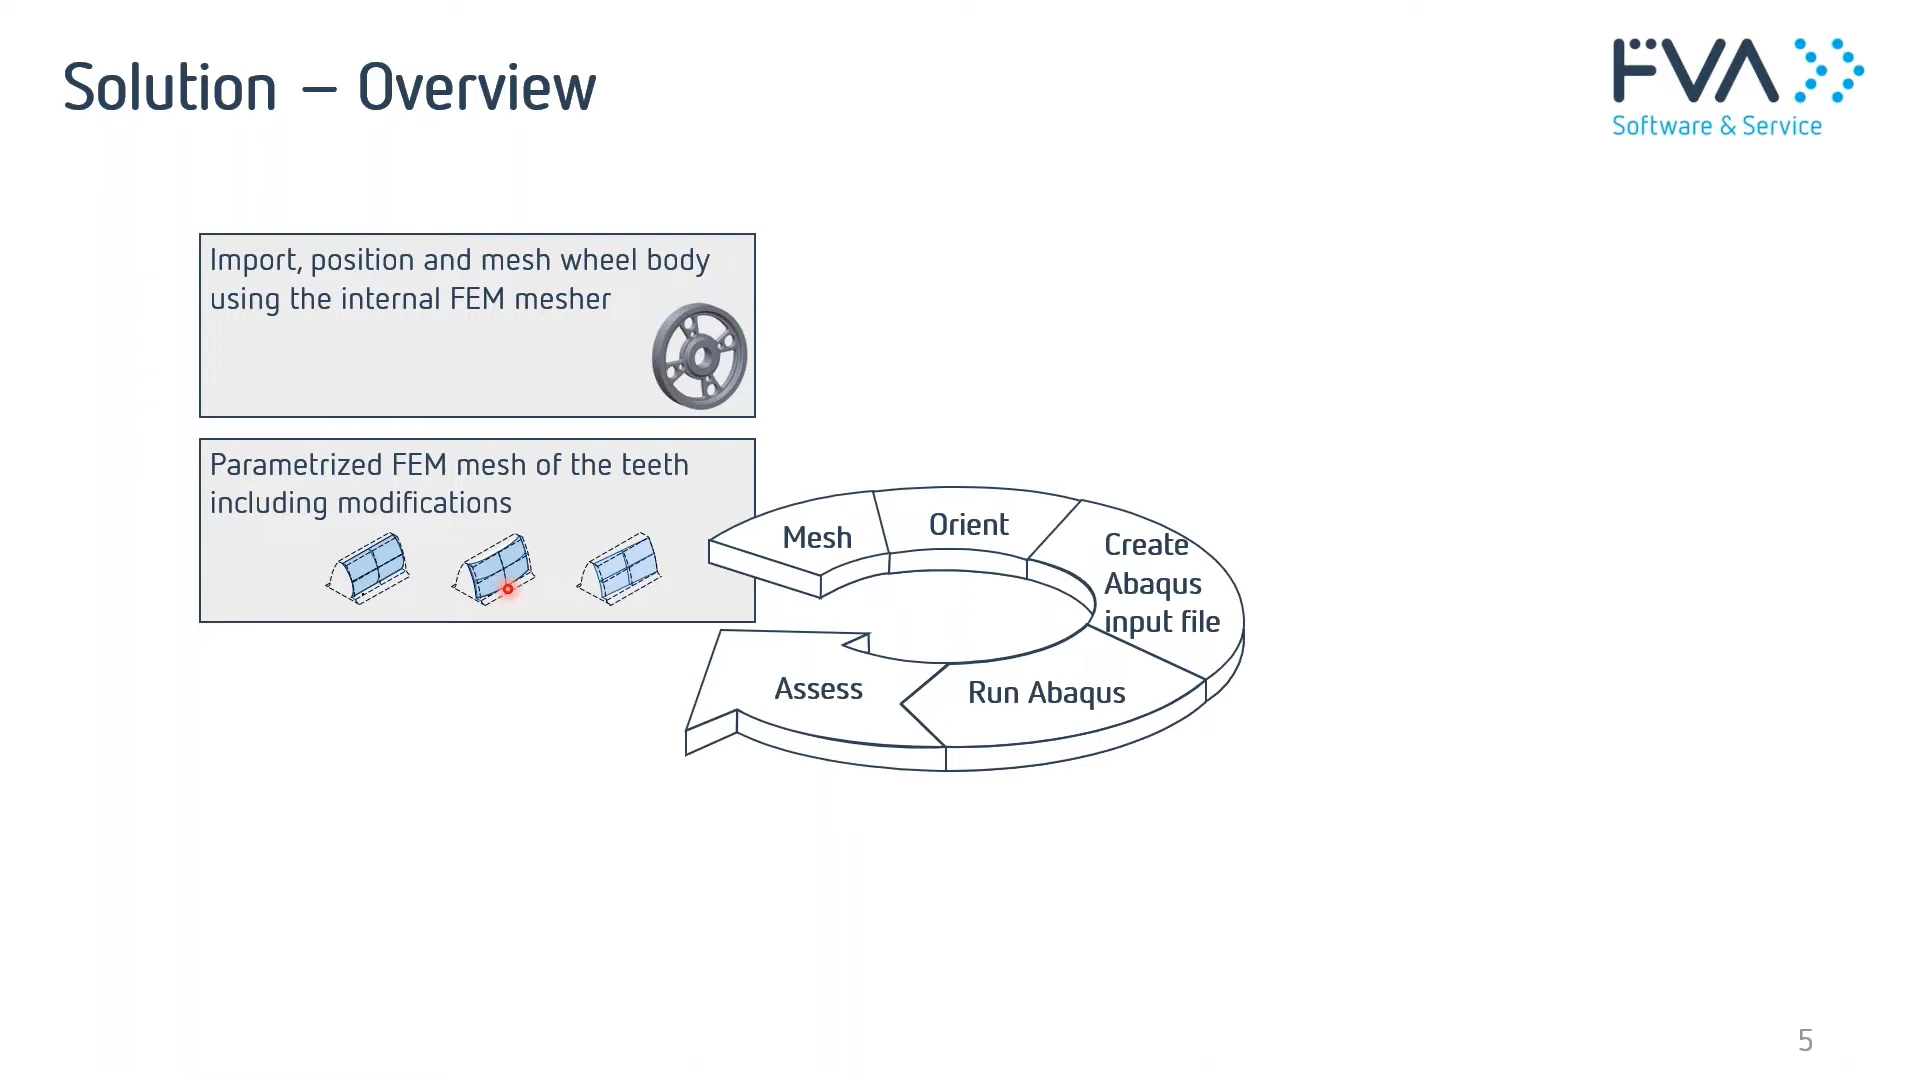 Solution – Overview
FVA
Software & Service
Import, position and mesh wheel body
using the internal FEM mesher
Parametrized FEM mesh of the teeth
including modifications
Mesh
Orient
Create
Abaqus
input file
Run Abaqus
Assess
5